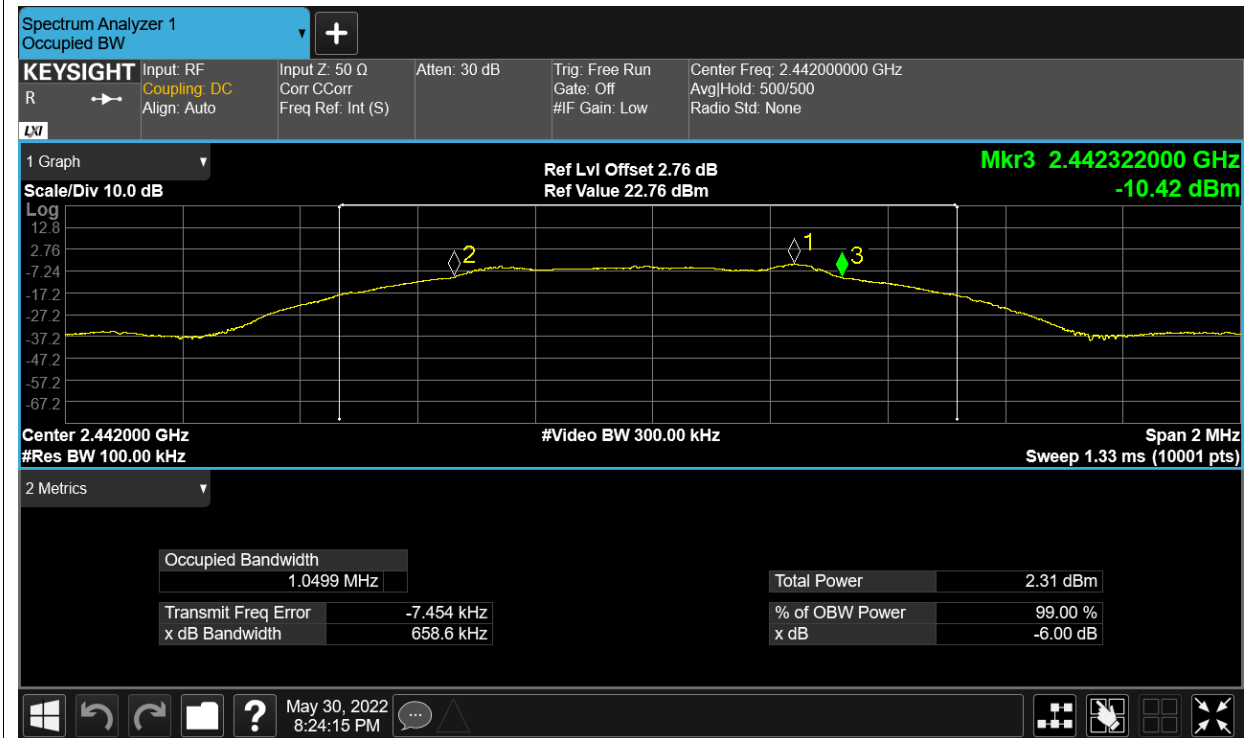 Spectrum Analyzer 1
Occupied BW
KEYSIGHT
R
LXI
Input: RF
Coupling: DC
Align: Auto
Input Z: 50 Ω
Corr CCorr
Freq Ref: Int (S)
Atten: 30 dB
Trig: Free Run
Gate: Off
#IF Gain: Low
Center Freq: 2.442000000 GHz
Avg|Hold: 500/500
Radio Std: None
1 Graph
Scale/Div 10.0 dB
Ref Lvl Offset 2.76 dB
Ref Value 22.76 dBm
Mkr3 2.442322000 GHz
-10.42 dBm
Log
12.8
2.76
-7.24
-17.2
-27.2
-37.2
-47.2
-57.2
-67.2
2
1
3
Center 2.442000 GHz
#Video BW 300.00 kHz
Span 2 MHz
#Res BW 100.00 kHz
Sweep 1.33 ms (10001 pts)
2 Metrics
Occupied Bandwidth
1.0499 MHz
Total Power 2.31 dBm
Transmit Freq Error -7.454 kHz
% of OBW Power 99.00 %
x dB Bandwidth 658.6 kHz
x dB -6.00 dB
?
May 30, 2022
8:24:15 PM